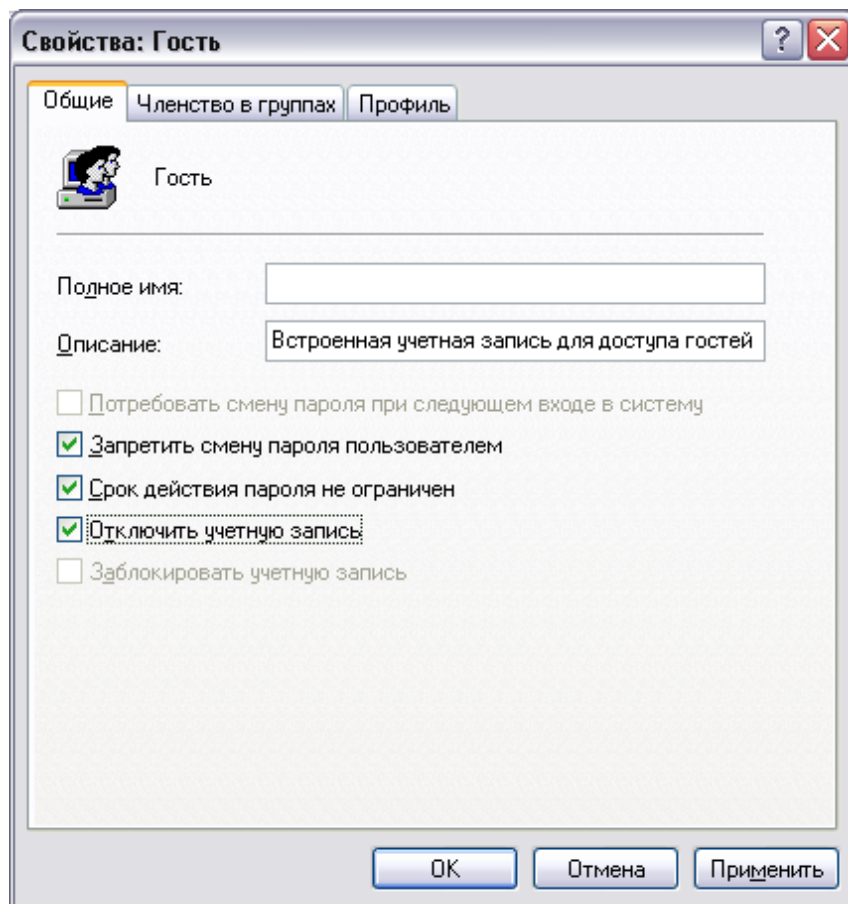 Свойства: Гость
Общие Членство в группах Профиль
Гость
Полное имя:
Описание: Встроенная учетная запись для доступа гостей
Потребовать смену пароля при следующем входе в систему
Запретить смену пароля пользователем
Срок действия пароля не ограничен
Отключить учетную запись
Заблокировать учетную запись
OK Отмена Применить